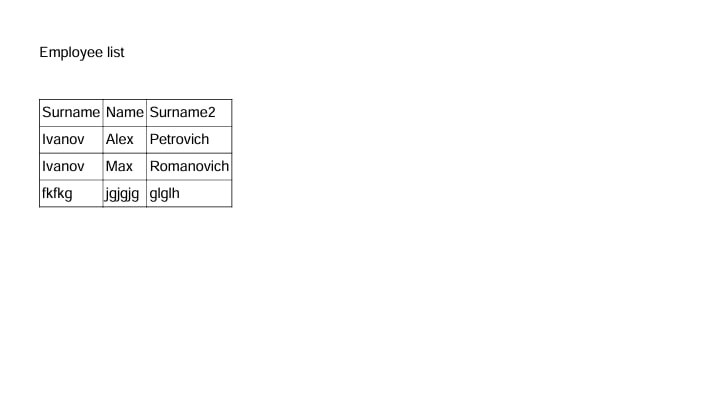 Employee list
Surname Name Surname2
Ivanov Alex Petrovich
Ivanov Max Romanovich
fkfkg jgjgjg glglh